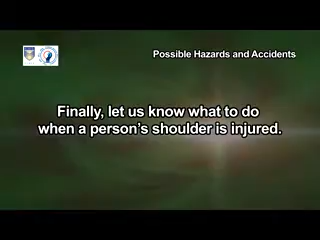 Possible Hazards and Accidents
Finally, let us know what to do
when a person's shoulder is injured.